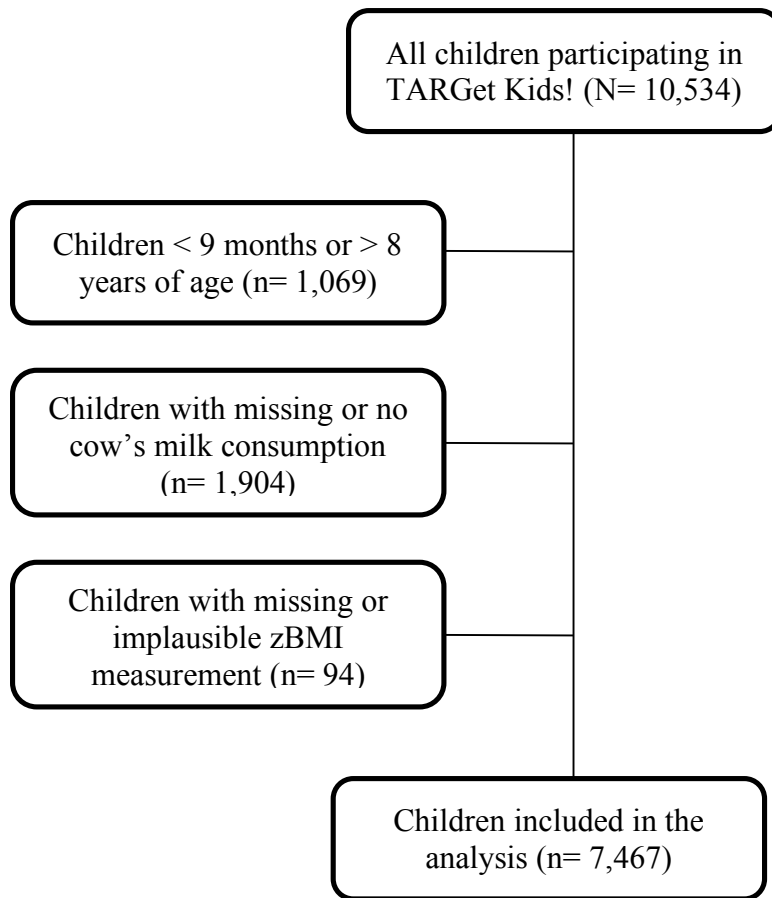 All children participating in
TARGet Kids! (N= 10,534)
Children < 9 months or > 8
years of age (n= 1,069)
Children with missing or no
cow’s milk consumption
(n= 1,904)
Children with missing or
implausible zBMI
measurement (n= 94)
Children included in the
analysis (n= 7,467)